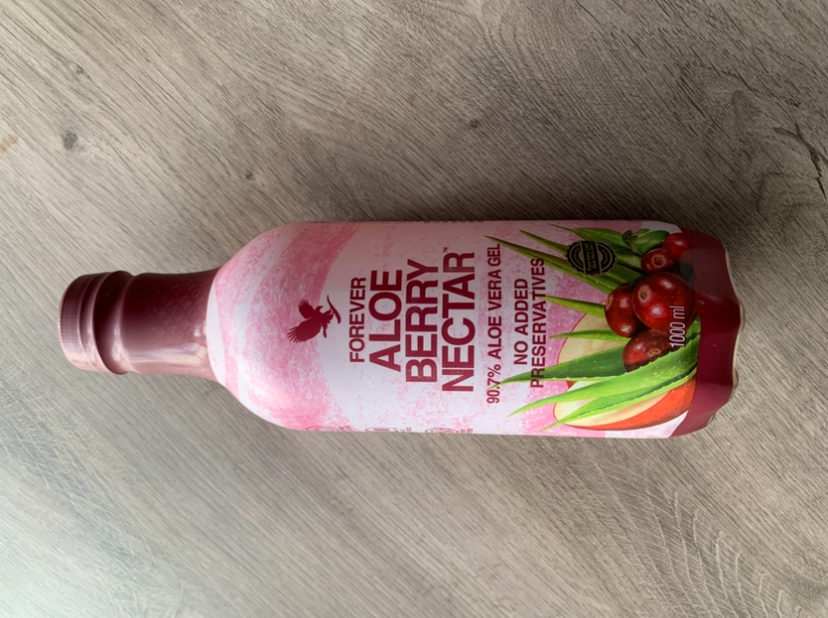 FOREVER
ALOE
BERRY
NECTAR™
90.7% ALOE VERA GEL
NO ADDED
PRESERVATIVES
1000 ml